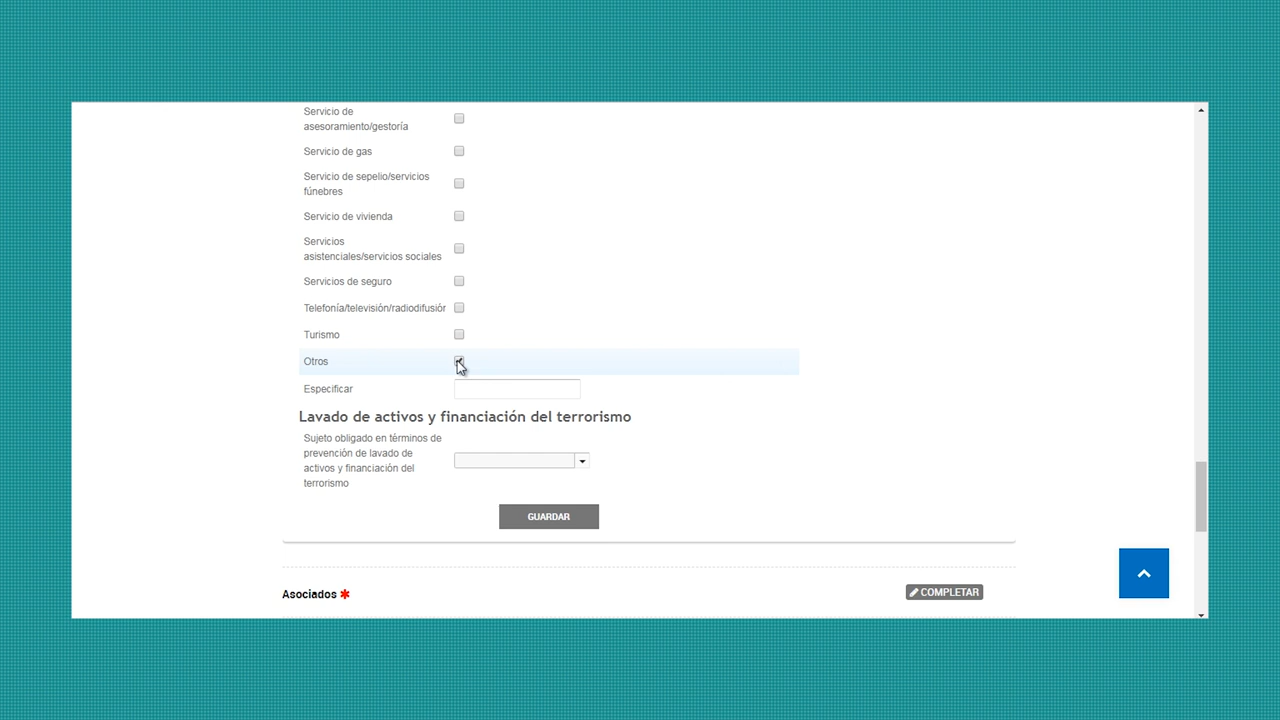 Servicio de
asesoramiento/gestoría
Servicio de gas
Servicio de sepelio/servicios
fúnebres
Servicio de vivienda
Servicios
asistenciales/servicios sociales
Servicios de seguro
Telefonía/televisión/radiodifusión
Turismo
Otros
Especificar
Lavado de activos y financiación del terrorismo
Sujeto obligado en términos de
prevención de lavado de
activos y financiación del
terrorismo
GUARDAR
Asociados ✱
COMPLETAR